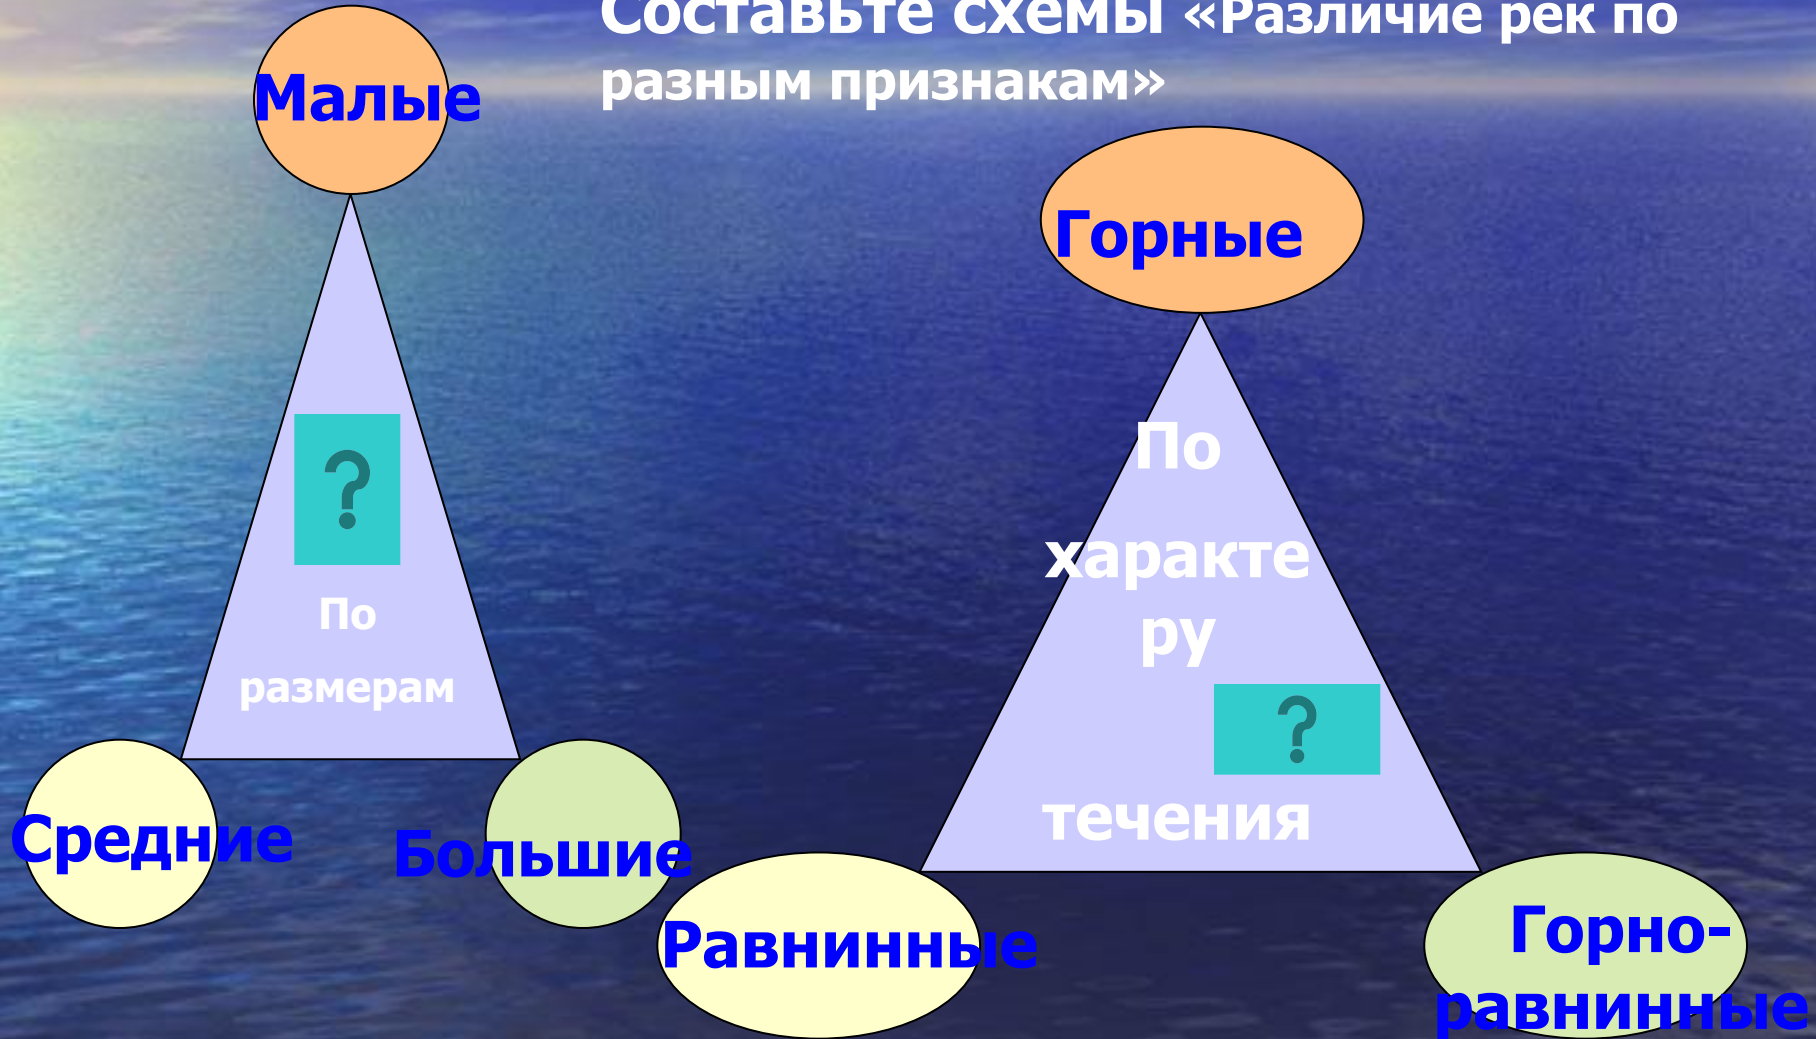 Составьте схемы «Различие рек по
разным признакам»
Малые
?
По
размерам
Средние
Большие
Горные
По
характе
ру
?
течения
Равнинные
Горно-
равнинные